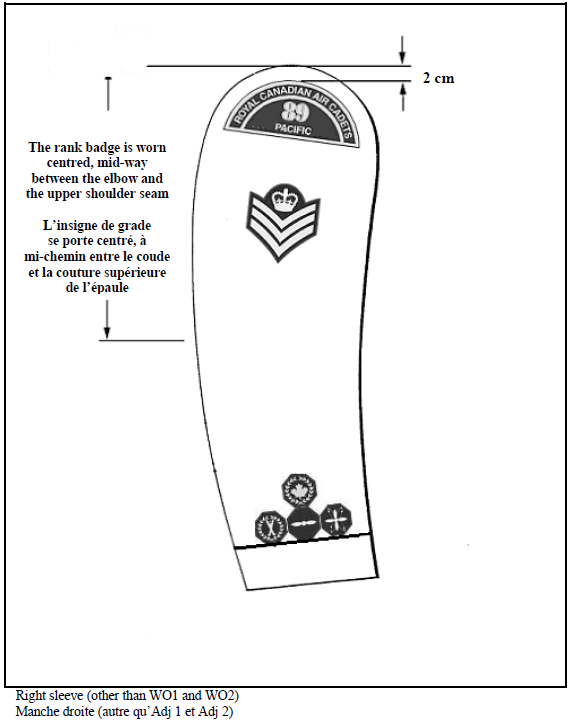 2 cm
ROYAL CANADIAN AIR CADETS
89
PACIFIC
The rank badge is worn
centred, mid-way
between the elbow and
the upper shoulder seam
L’insigne de grade
se porte centré, à
mi-chemin entre le coude
et la couture supérieure
de l’épaule
Right sleeve (other than WO1 and WO2)
Manche droite (autre qu’Adj 1 et Adj 2)